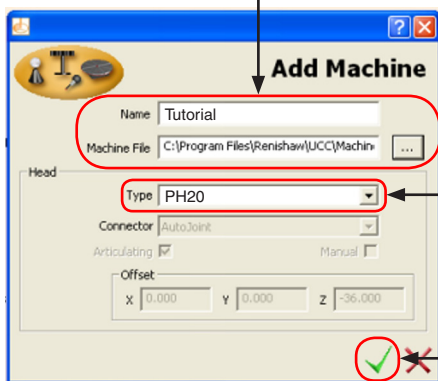 Add Machine
Name Tutorial
Machine File C:\Program Files\Renishaw\UCC\Machin ...
Head
Type PH20
Connector AutoJoint
Articulating Manual
Offset
X 0.000 Y 0.000 Z -36.000